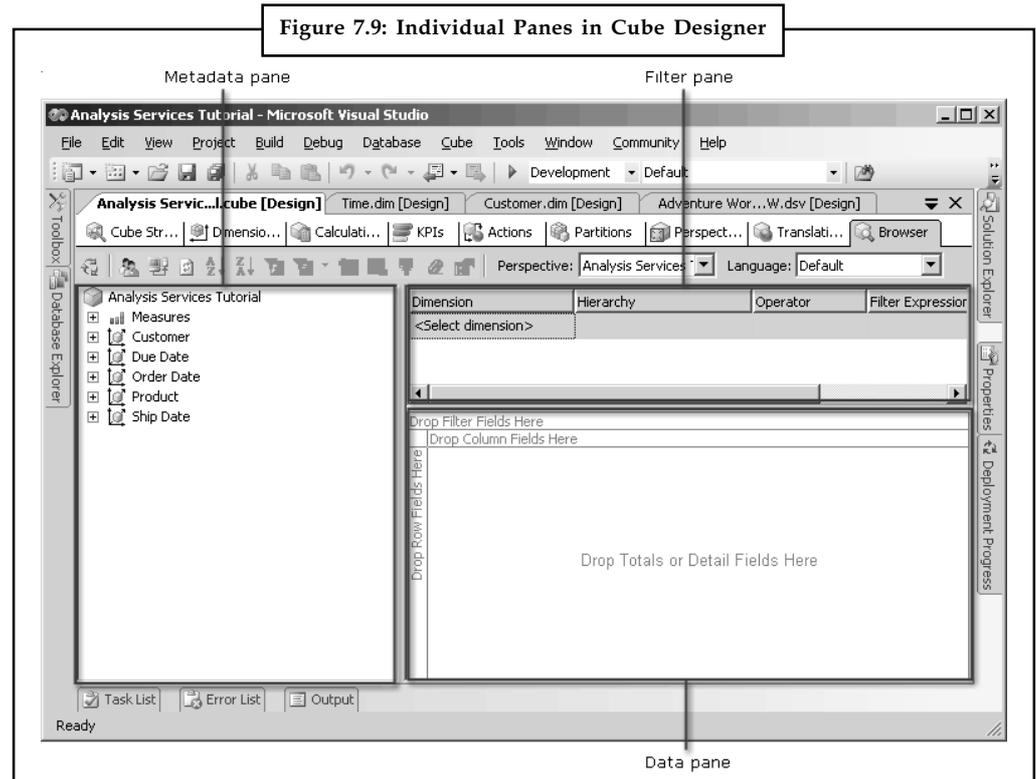 Figure 7.9: Individual Panes in Cube Designer
Metadata pane
Filter pane
Analysis Services Tutorial - Microsoft Visual Studio
File Edit View Project Build Debug Database Cube Tools Window Community Help
Development Default
Toolbox
Database Explorer
Analysis Servic...l.cube [Design] Time.dim [Design] Customer.dim [Design] Adventure Wor...W.dsv [Design]
Cube Str... Dimensio... Calculati... KPIs Actions Partitions Perspect... Translati... Browser
Perspective: Analysis Services Language: Default
Analysis Services Tutorial
Measures
Customer
Due Date
Order Date
Product
Ship Date
Dimension Hierarchy Operator Filter Expression
<Select dimension>
Drop Filter Fields Here
Drop Column Fields Here
Drop Row Fields Here
Drop Totals or Detail Fields Here
Solution Explorer
Properties
Deployment Progress
Task List Error List Output
Ready
Data pane